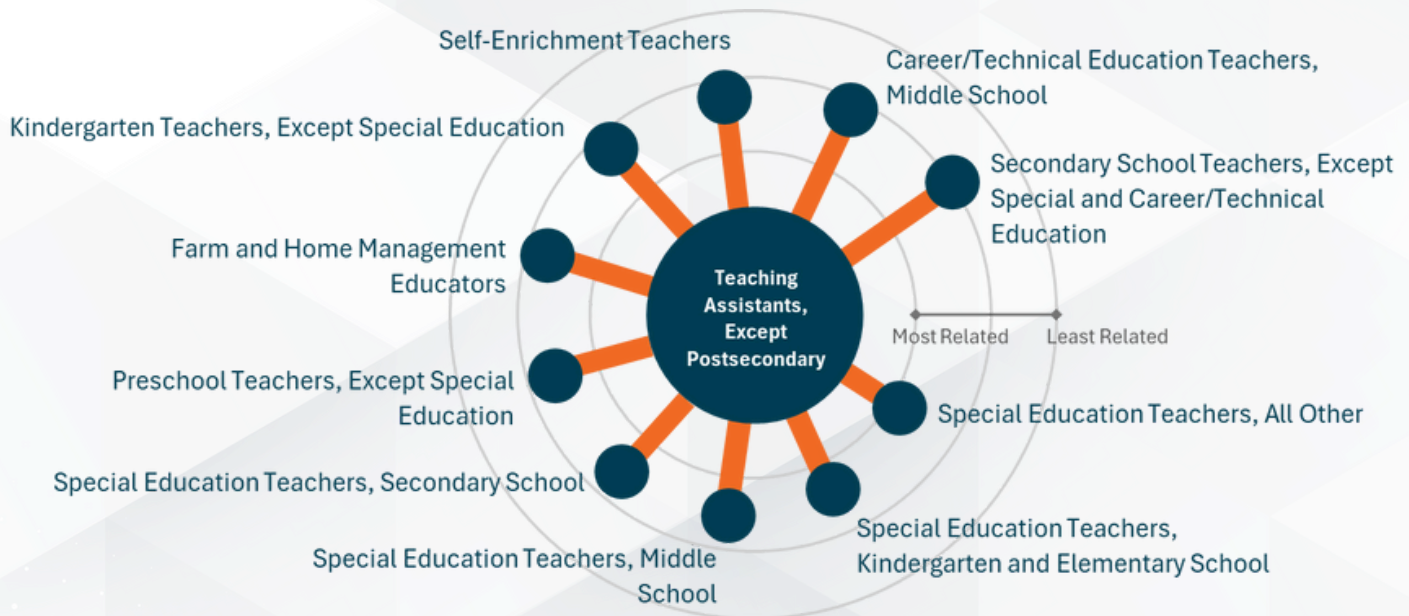 Self-Enrichment Teachers
Career/Technical Education Teachers,
Middle School
Kindergarten Teachers, Except Special Education
Secondary School Teachers, Except
Special and Career/Technical
Education
Farm and Home Management
Educators
Teaching
Assistants,
Except
Postsecondary
Most Related
Least Related
Preschool Teachers, Except Special
Education
Special Education Teachers, All Other
Special Education Teachers, Secondary School
Special Education Teachers,
Kindergarten and Elementary School
Special Education Teachers, Middle
School